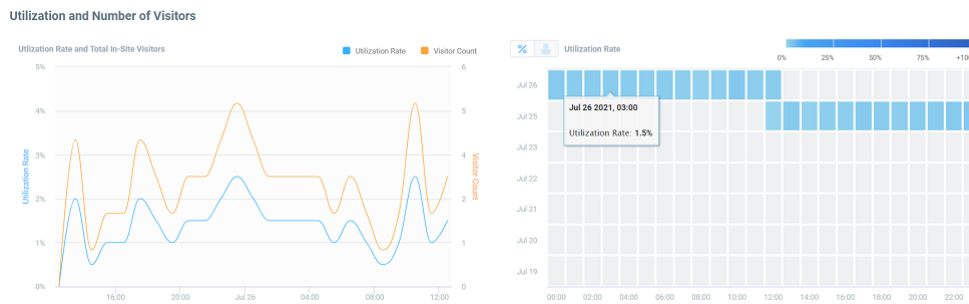 Utilization and Number of Visitors
Utlization Rate and Total In-Site Visitors
Utilization Rate
Visitor Count
5%
4%
3%
2%
1%
0%
Utilization Rate
6
5
4
2
1
0
Visitor Count
16:00
20:00
Jul 26
04:00
08:00
12:00
%
Utilization Rate
0%
25%
50%
75%
+100
Jul 26
Jul 25
Jul 23
Jul 22
Jul 21
Jul 20
Jul 19
Jul 26 2021, 03:00
Utilization Rate: 1.5%
00:00
02:00
04:00
06:00
08:00
10:00
12:00
14:00
16:00
18:00
20:00
22:00